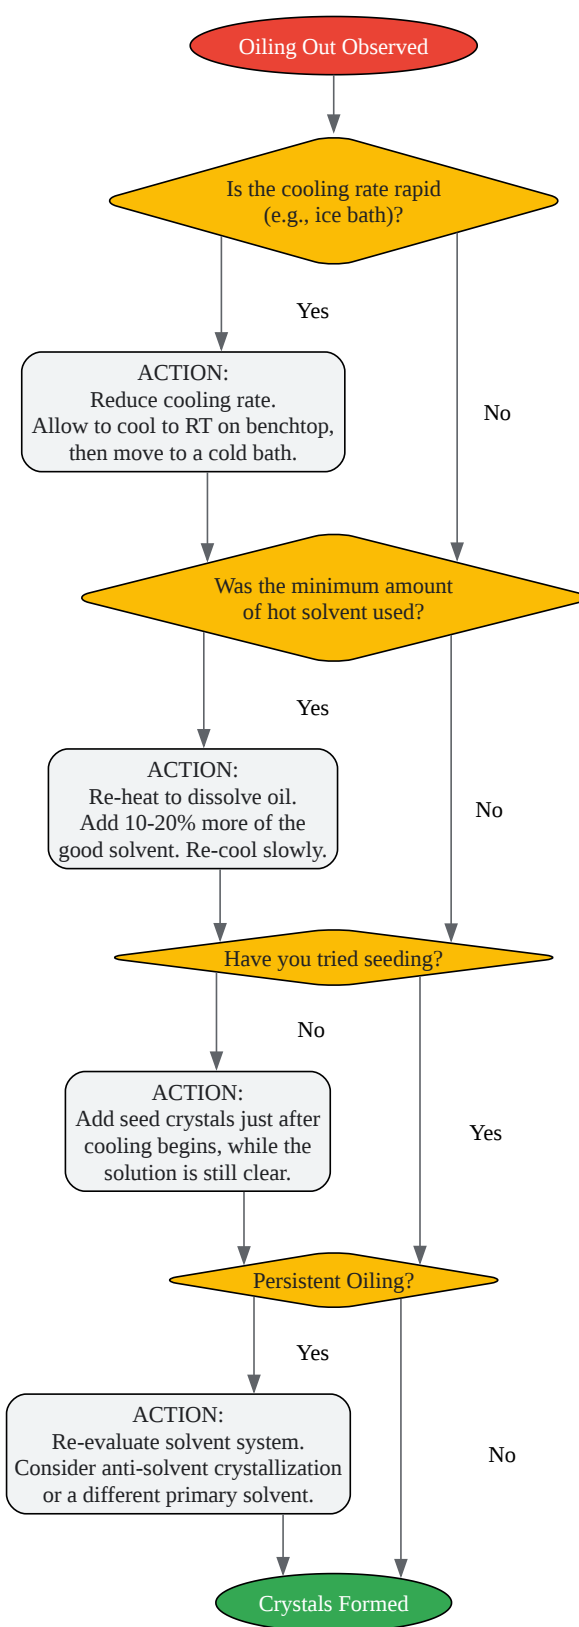 Oiling Out Observed
Is the cooling rate rapid
(e.g., ice bath)?
Yes
ACTION:
Reduce cooling rate.
Allow to cool to RT on benchtop,
then move to a cold bath.
No
Was the minimum amount
of hot solvent used?
Yes
ACTION:
Re-heat to dissolve oil.
Add 10-20% more of the
good solvent. Re-cool slowly.
No
Have you tried seeding?
No
ACTION:
Add seed crystals just after
cooling begins, while the
solution is still clear.
Yes
Persistent Oiling?
Yes
ACTION:
Re-evaluate solvent system.
Consider anti-solvent crystallization
or a different primary solvent.
No
Crystals Formed